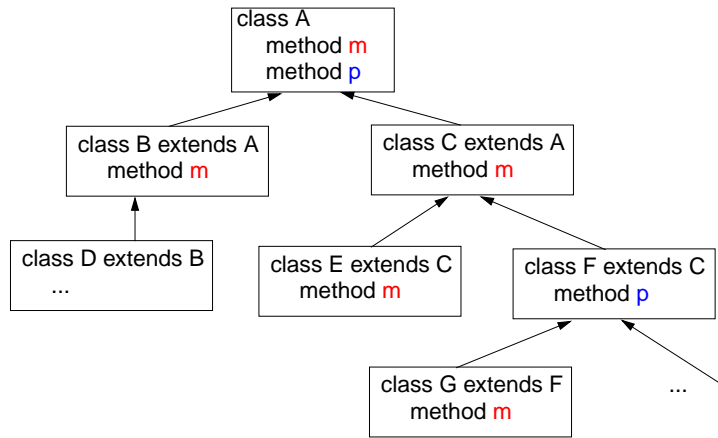 class A
method m
method p
class B extends A
method m
class C extends A
method m
class D extends B
...
class E extends C
method m
class F extends C
method p
class G extends F
method m
...